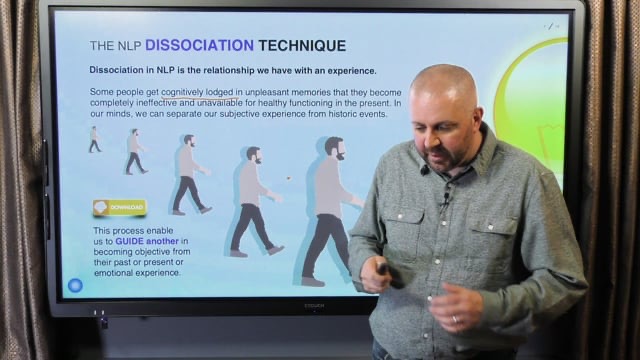 THE NLP DISSOCIATION TECHNIQUE
Dissociation in NLP is the relationship we have with an experience.
Some people get cognitively lodged in unpleasant memories that they become
completely ineffective and unavailable for healthy functioning in the present. In
our minds, we can separate our subjective experience from historic events.
DOWNLOAD
This process enable
us to GUIDE another in
becoming objective from
their past or present or
emotional experience.